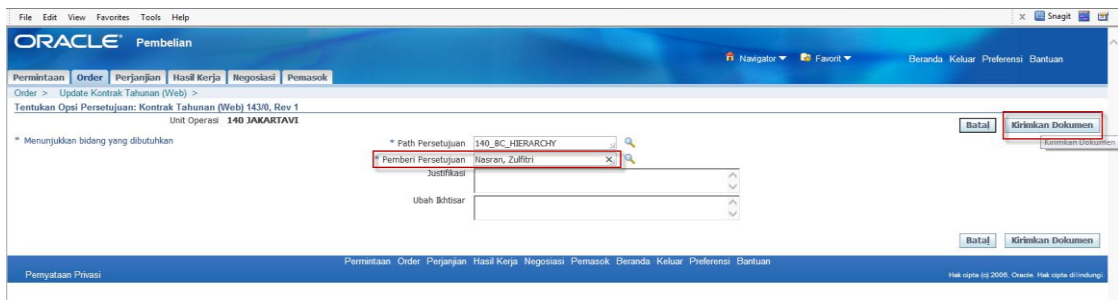 File Edit View Favorites Tools Help
x Snagit
ORACLE® Pembelian
Navigator Favorit Beranda Keluar Preferensi Bantuan
Permintaan Order Perjanjian Hasil Kerja Negosiasi Pemasok
Order > Update Kontrak Tahunan (Web) >
Tentukan Opsi Persetujuan: Kontrak Tahunan (Web) 143/0, Rev 1
Unit Operasi 140 JAKARTAVI
Batal Kirimkan Dokumen
* Menunjukkan bidang yang dibutuhkan
Kirimkan Dokumen
* Path Persetujuan 140_BC_HIERARCHY
* Pemberi Persetujuan Nasran, Zulfitri x
Justifikasi
Ubah Ikhtisar
Batal Kirimkan Dokumen
Permintaan Order Perjanjian Hasil Kerja Negosiasi Pemasok Beranda Keluar Preferensi Bantuan
Pernyataan Privasi
Hak cipta (c) 2006, Oracle. Hak cipta dilindungi.